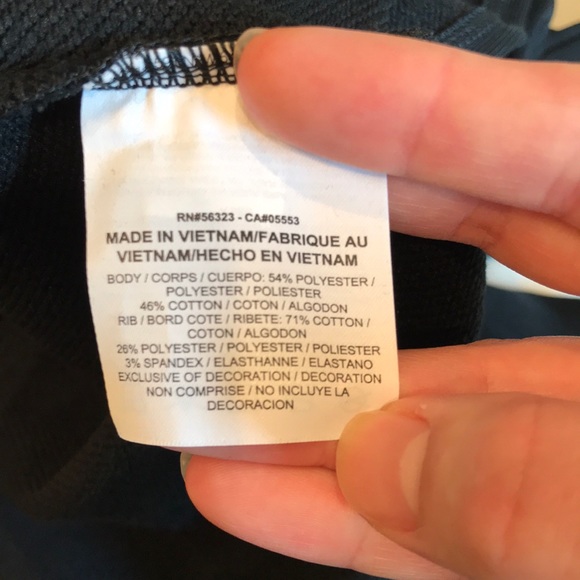 RN#56323 - CA#05553
MADE IN VIETNAM/FABRIQUE AU
VIETNAM/HECHO EN VIETNAM
BODY / CORPS / CUERPO: 54% POLYESTER /
POLYESTER / POLIESTER
46% COTTON / COTON / ALGODON
RIB / BORD COTE / RIBETE: 71% COTTON /
COTON / ALGODON
26% POLYESTER / POLYESTER / POLIESTER
3% SPANDEX / ELASTHANNE / ELASTANO
EXCLUSIVE OF DECORATION / DECORATION
NON COMPRISE / NO INCLUYE LA
DECORACION